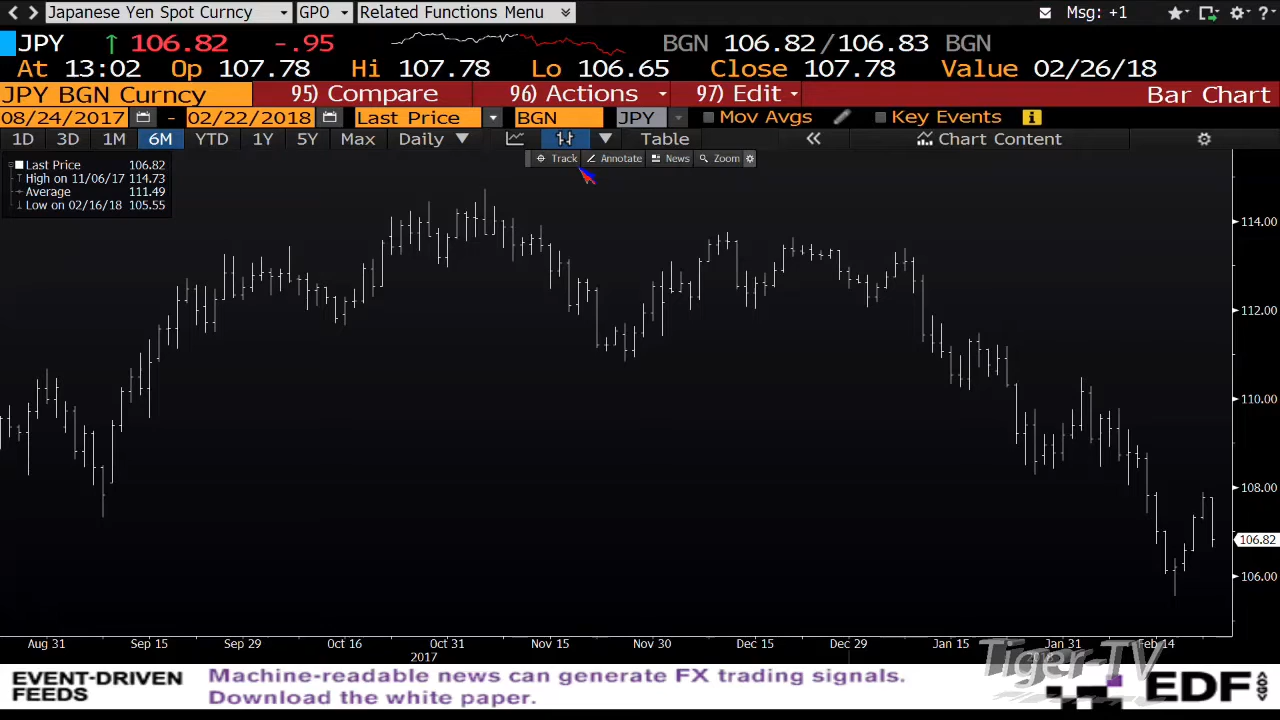 Japanese Yen Spot Curncy GPO Related Functions Menu Msg: +1
JPY ↑ 106.82 -.95 BGN 106.82/106.83 BGN
At 13:02 Op 107.78 Hi 107.78 Lo 106.65 Close 107.78 Value 02/26/18
JPY BGN Curncy 95) Compare 96) Actions 97) Edit Bar Chart
08/24/2017 - 02/22/2018 Last Price BGN JPY Mov Avgs Key Events
1D 3D 1M 6M YTD 1Y 5Y Max Daily Table « Chart Content
Track Annotate News Zoom
Last Price 106.82
High on 11/06/17 114.73
Average 111.49
Low on 02/16/18 105.55
114.00
112.00
110.00
108.00
106.82
106.00
Aug 31 Sep 15 Sep 29 Oct 16 Oct 31 Nov 15 Nov 30 Dec 15 Dec 29 Jan 15 Jan 31 Feb 14
2017
Tiger-TV
EVENT-DRIVEN FEEDS
Machine-readable news can generate FX trading signals.
Download the white paper.
EDF